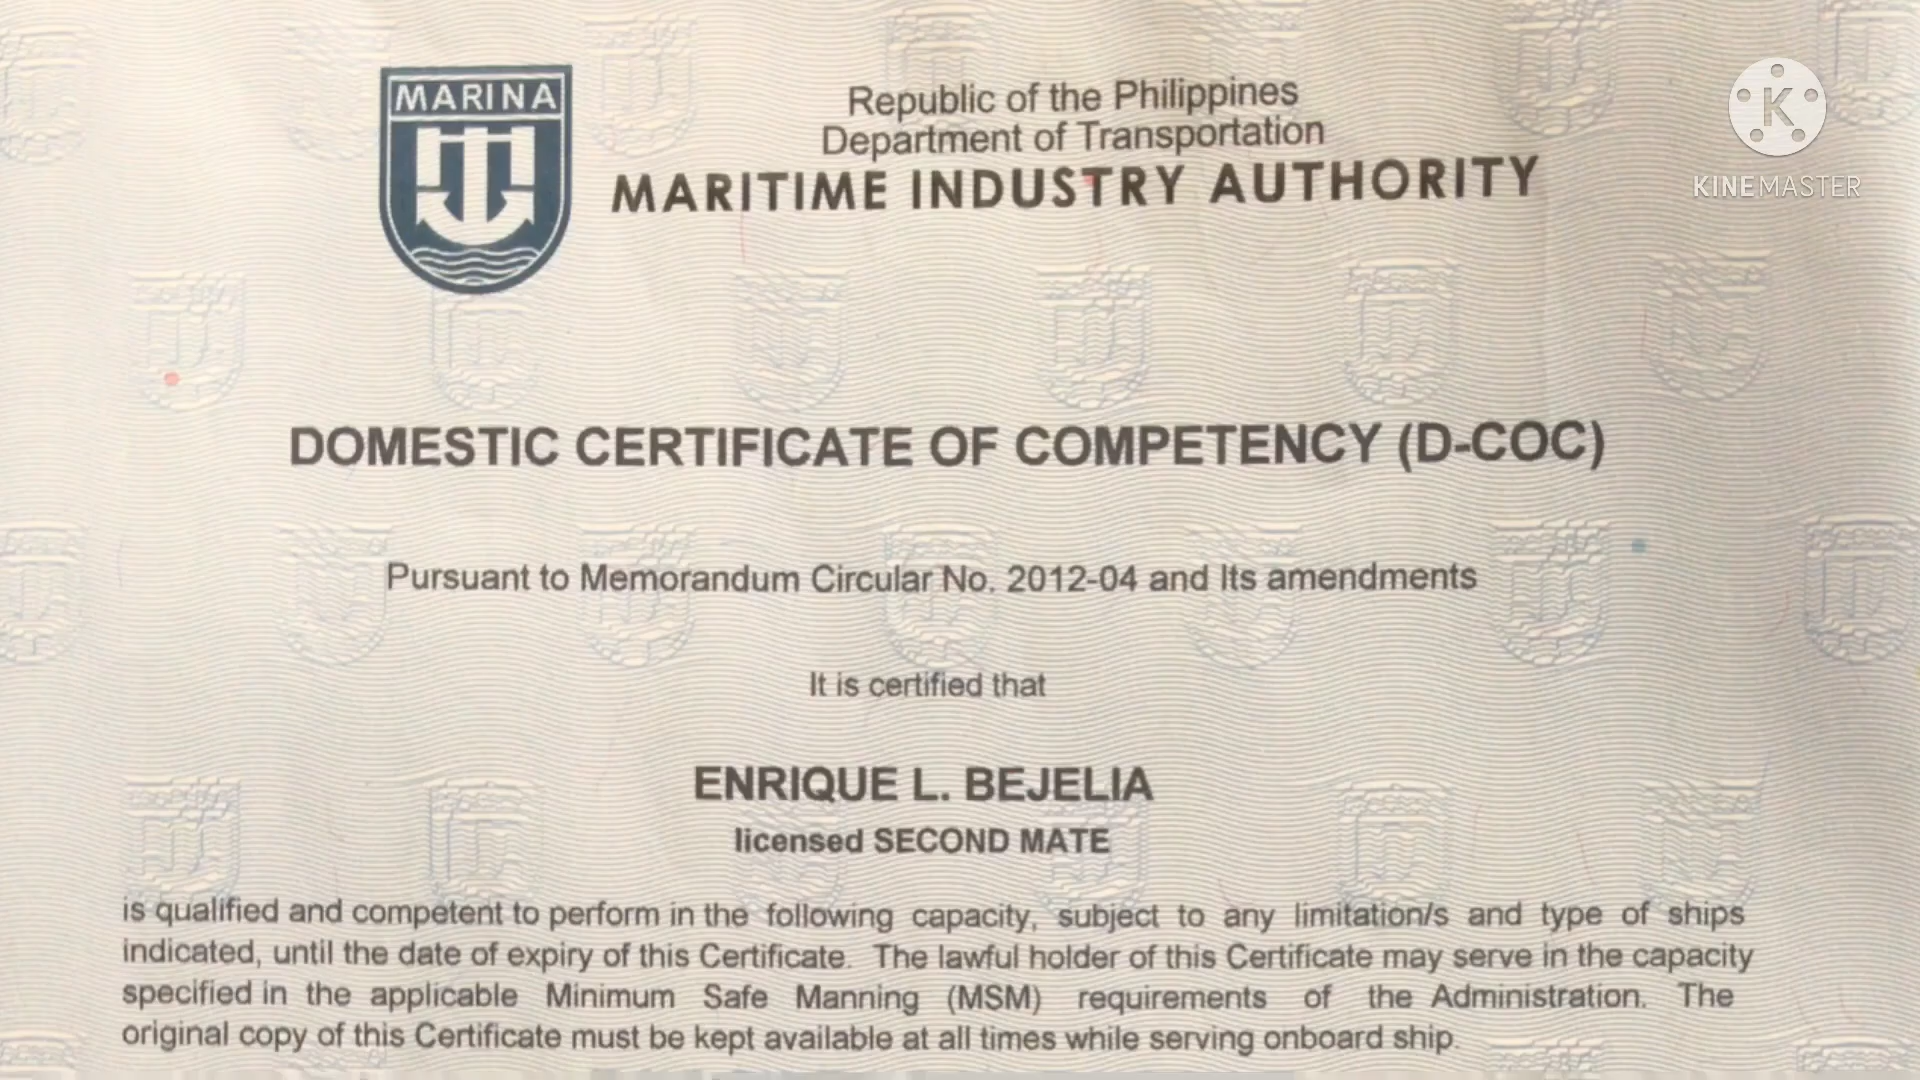 MARINA
Republic of the Philippines
Department of Transportation
MARITIME INDUSTRY AUTHORITY
KINEMASTER
DOMESTIC CERTIFICATE OF COMPETENCY (D-COC)
Pursuant to Memorandum Circular No. 2012-04 and Its amendments
It is certified that
ENRIQUE L. BEJELIA
licensed SECOND MATE
is qualified and competent to perform in the following capacity, subject to any limitation/s and type of ships
indicated, until the date of expiry of this Certificate. The lawful holder of this Certificate may serve in the capacity
specified in the applicable Minimum Safe Manning (MSM) requirements of the Administration. The
original copy of this Certificate must be kept available at all times while serving onboard ship.